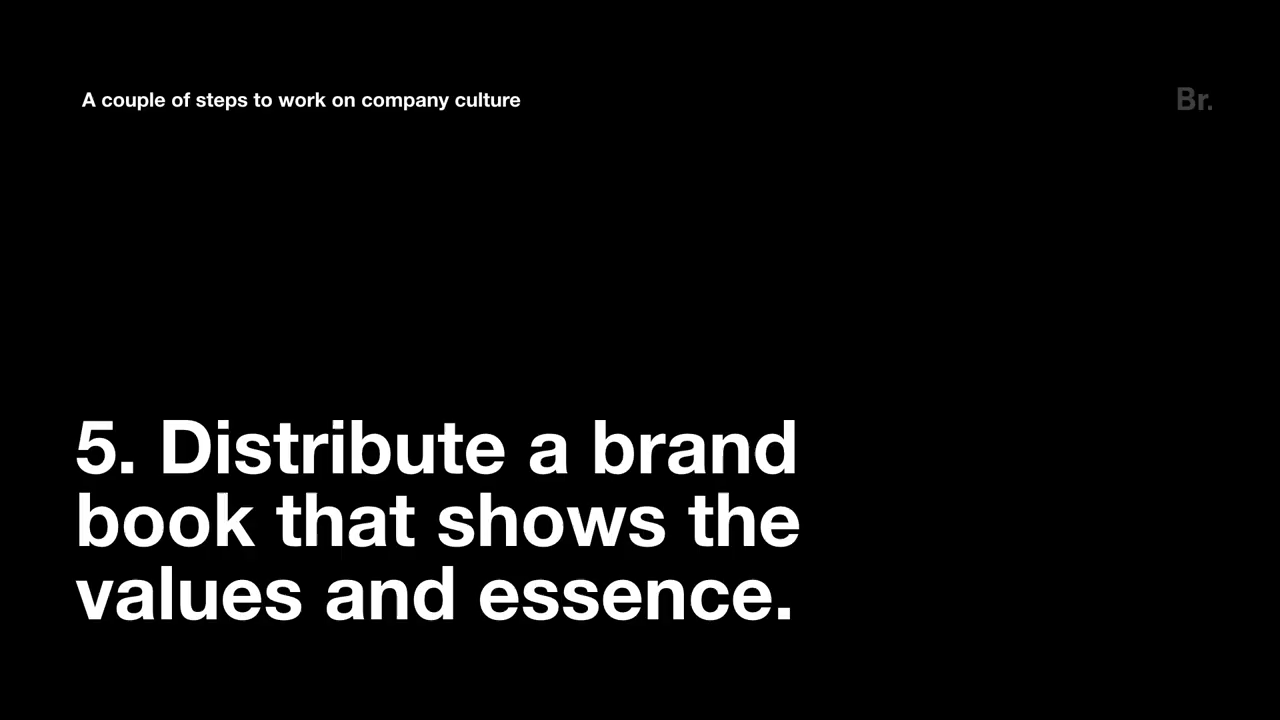 A couple of steps to work on company culture
Br.
5. Distribute a brand
book that shows the
values and essence.